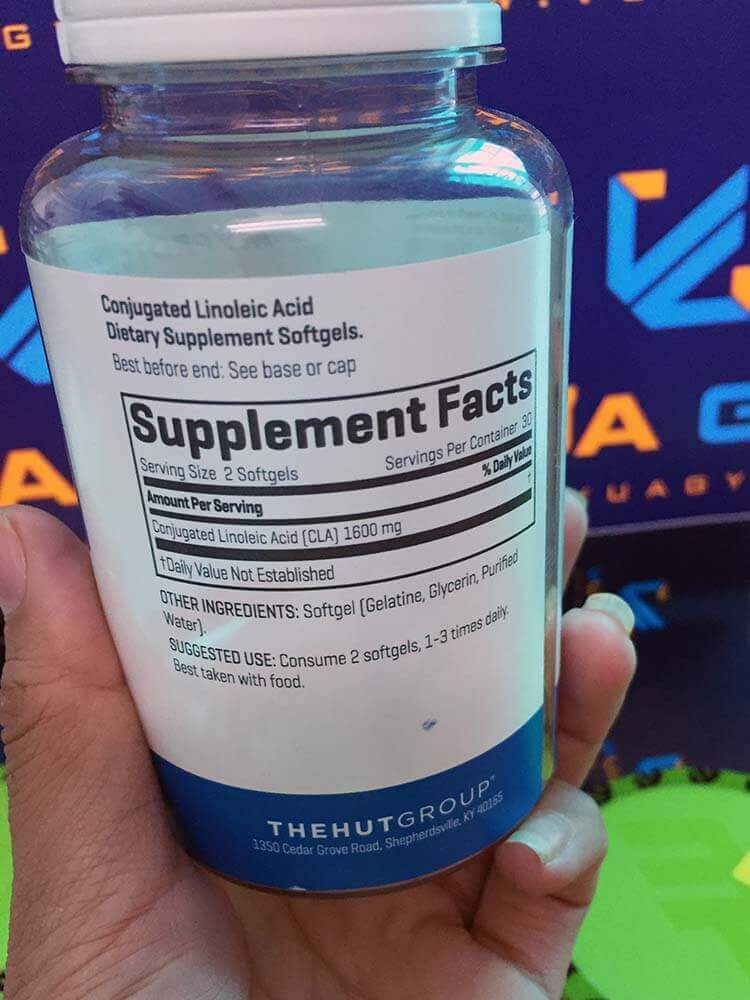 Conjugated Linoleic Acid
Dietary Supplement Softgels.
Best before end: See base or cap
Supplement Facts
Serving Size 2 Softgels Servings Per Container 30
% Daily Value
Amount Per Serving
Conjugated Linoleic Acid (CLA) 1600 mg †
†Daily Value Not Established
OTHER INGREDIENTS: Softgel (Gelatine, Glycerin, Purified
Water).
SUGGESTED USE: Consume 2 softgels, 1-3 times daily.
Best taken with food.
THEHUTGROUP
1350 Cedar Grove Road, Shepherdsville, KY 40165